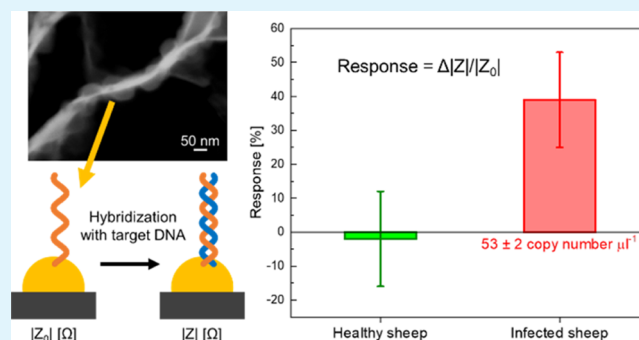 50 nm
Hybridization
with target DNA
|Z₀| [Ω]
|Z| [Ω]
Response [%]
60
50
40
30
20
10
0
-10
-20
Response = Δ|Z|/|Z₀|
53 ± 2 copy number µl⁻¹
Healthy sheep
Infected sheep